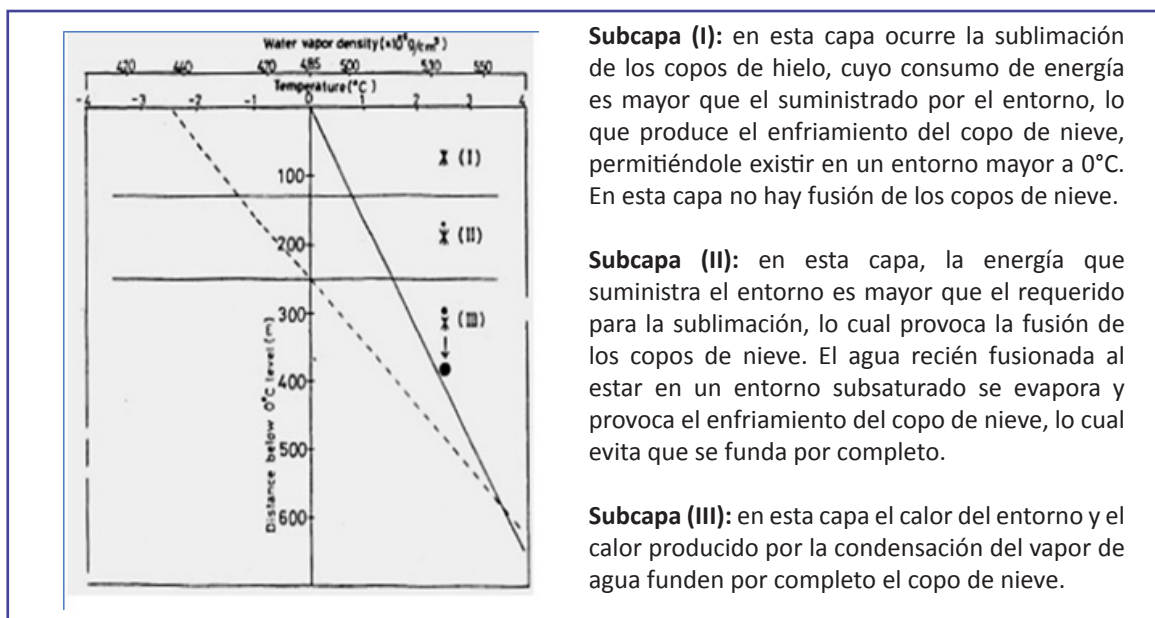 Water vapor density (×10⁻⁸g/cm³)
420 460 470 485 500 530 550
Temperature (°C)
-4 -3 -2 -1 0 1 2 3 4
(I)
100
(II)
200
300
(III)
400
500
600
Distance below 0°C level (m)
Subcapa (I): en esta capa ocurre la sublimación
de los copos de hielo, cuyo consumo de energía
es mayor que el suministrado por el entorno, lo
que produce el enfriamiento del copo de nieve,
permitiéndole existir en un entorno mayor a 0°C.
En esta capa no hay fusión de los copos de nieve.
Subcapa (II): en esta capa, la energía que
suministra el entorno es mayor que el requerido
para la sublimación, lo cual provoca la fusión de
los copos de nieve. El agua recién fusionada al
estar en un entorno subsaturado se evapora y
provoca el enfriamiento del copo de nieve, lo cual
evita que se funda por completo.
Subcapa (III): en esta capa el calor del entorno y el
calor producido por la condensación del vapor de
agua funden por completo el copo de nieve.